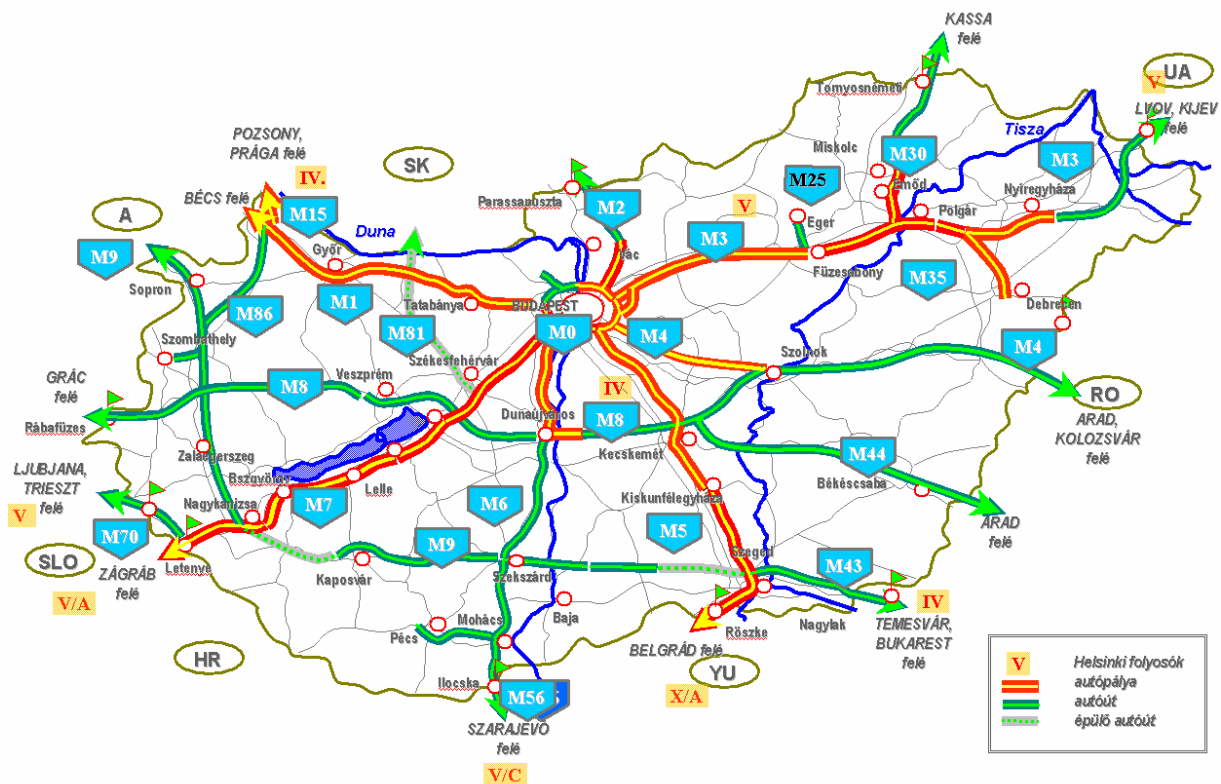 KASSA
felé
UA
V
LVOV, KIJEV
felé
Tornyosnémeti
Tisza
POZSONY,
PRÁGA felé
IV.
SK
Miskolc
M30
M3
M25
Emőd
BÉCS felé
M15
Parassapuszta
M2
V
Nyíregyháza
A
Eger
Polgár
Duna
M3
M9
Győr
Vác
Füzesabony
Sopron
M35
M1
Tatabánya
BUDAPEST
Debrecen
M86
M81
M0
M4
M4
Szombathely
Székesfehérvár
Szolnok
GRÁC
felé
M8
Veszprém
IV.
RO
Rábafüzes
Dunaújváros
M8
ARAD,
KOLOZSVÁR
felé
Zalaegerszeg
Kecskemét
M44
LJUBJANA,
TRIESZT
felé
Bszgyörgy
Lelle
Békéscsaba
V
Nagykanizsa
M7
M6
Kiskunfélegyháza
ARAD
felé
M70
M5
SLO
Letenye
M9
Szeged
M43
ZÁGRÁB
felé
Kaposvár
Szekszárd
V/A
IV
Mohács
Baja
Röszke
Nagylak
TEMESVÁR,
BUKAREST
felé
Pécs
BELGRÁD felé
HR
YU
Ilocska
X/A
M56
SZARAJEVO
felé
V/C
V
Helsinki folyosók
autópálya
autóút
épülő autóút